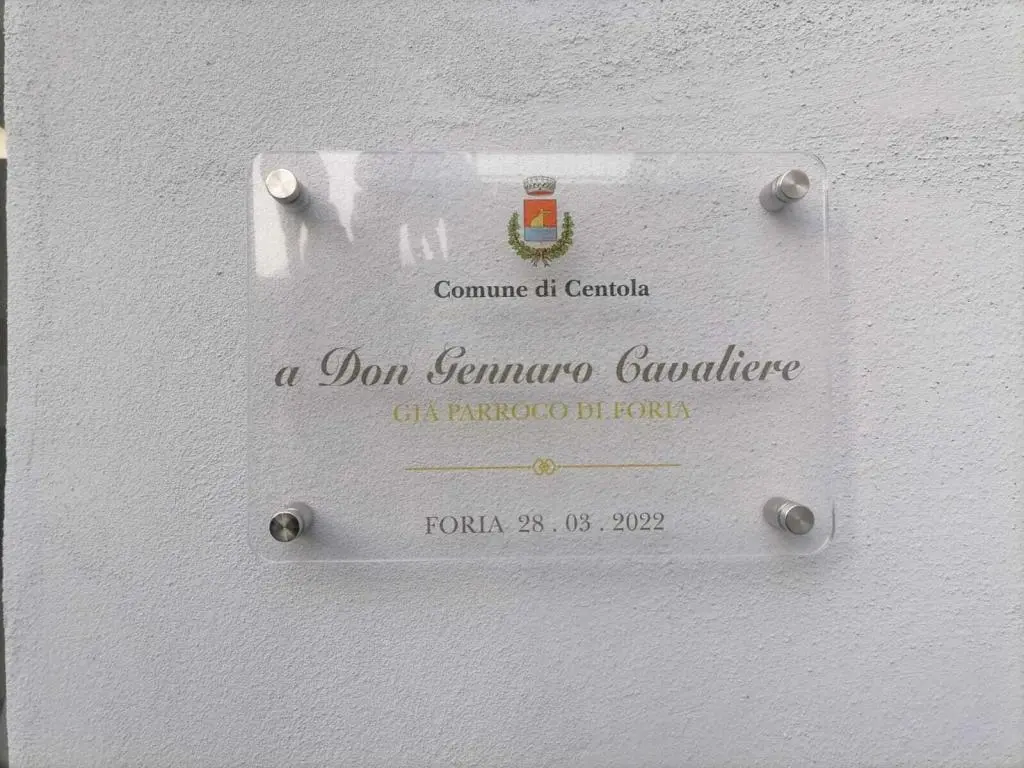 Comune di Centola
a Don Gennaro Cavaliere
GIÀ PARROCO DI FORIA
FORIA 28 . 03 . 2022